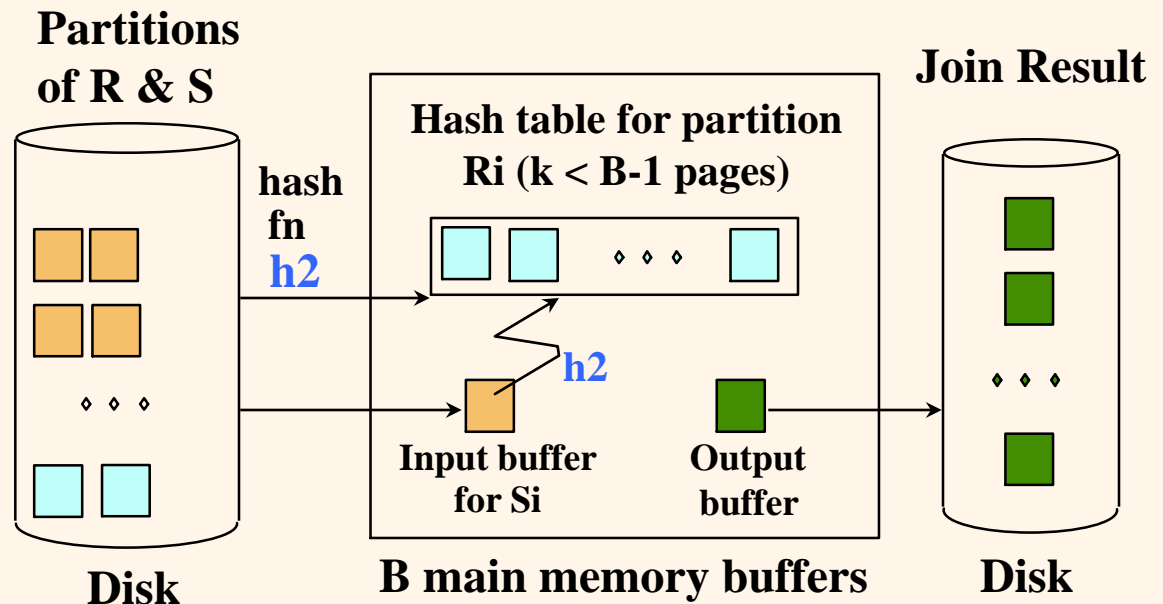 Partitions
of R & S
Join Result
Hash table for partition
Ri (k < B-1 pages)
hash
fn
h2
h2
Input buffer
for Si
Output
buffer
Disk
B main memory buffers
Disk